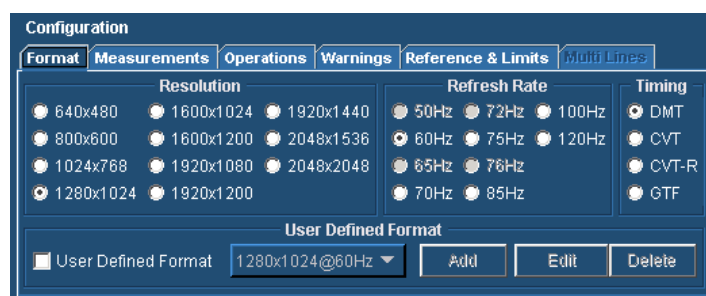 Configuration
Format Measurements Operations Warnings Reference & Limits Multi Lines
Resolution Refresh Rate Timing
640x480 1600x1024 1920x1440 50Hz 72Hz 100Hz DMT
800x600 1600x1200 2048x1536 60Hz 75Hz 120Hz CVT
1024x768 1920x1080 2048x2048 65Hz 76Hz CVT-R
1280x1024 1920x1200 70Hz 85Hz GTF
User Defined Format
User Defined Format 1280x1024@60Hz Add Edit Delete